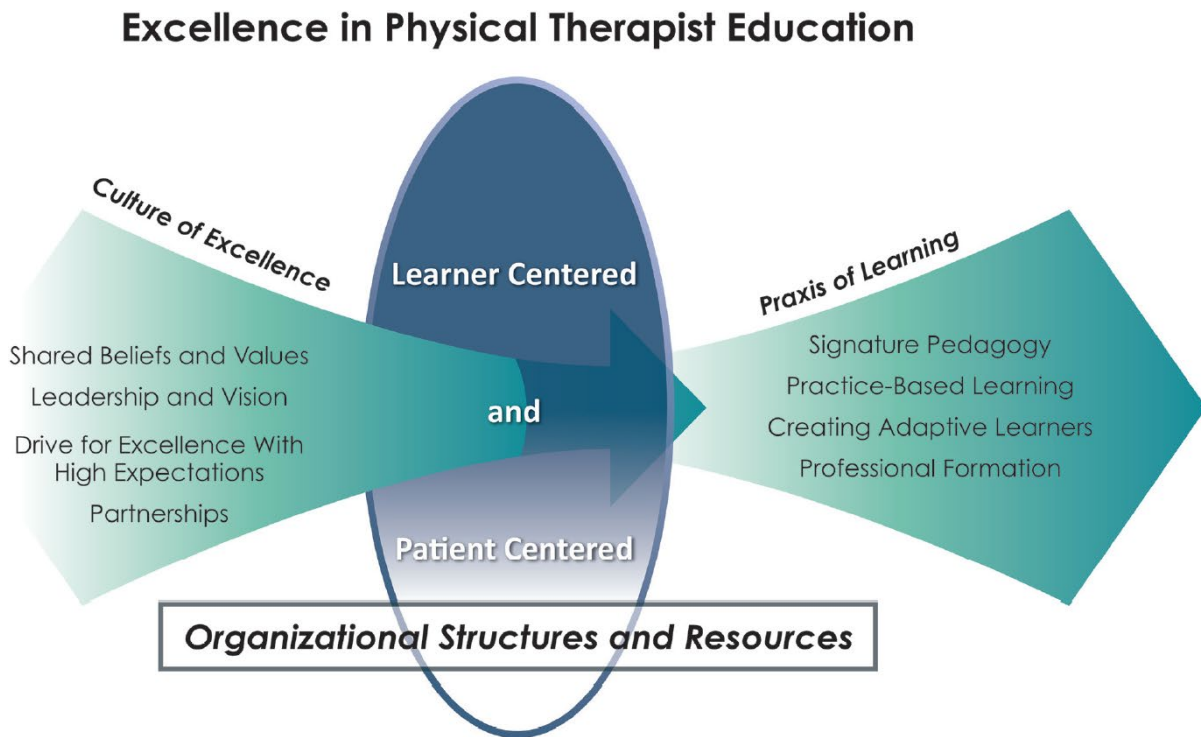 Excellence in Physical Therapist Education
Culture of Excellence
Shared Beliefs and Values
Leadership and Vision
Drive for Excellence With
High Expectations
Partnerships
Learner Centered
and
Patient Centered
Praxis of Learning
Signature Pedagogy
Practice-Based Learning
Creating Adaptive Learners
Professional Formation
Organizational Structures and Resources